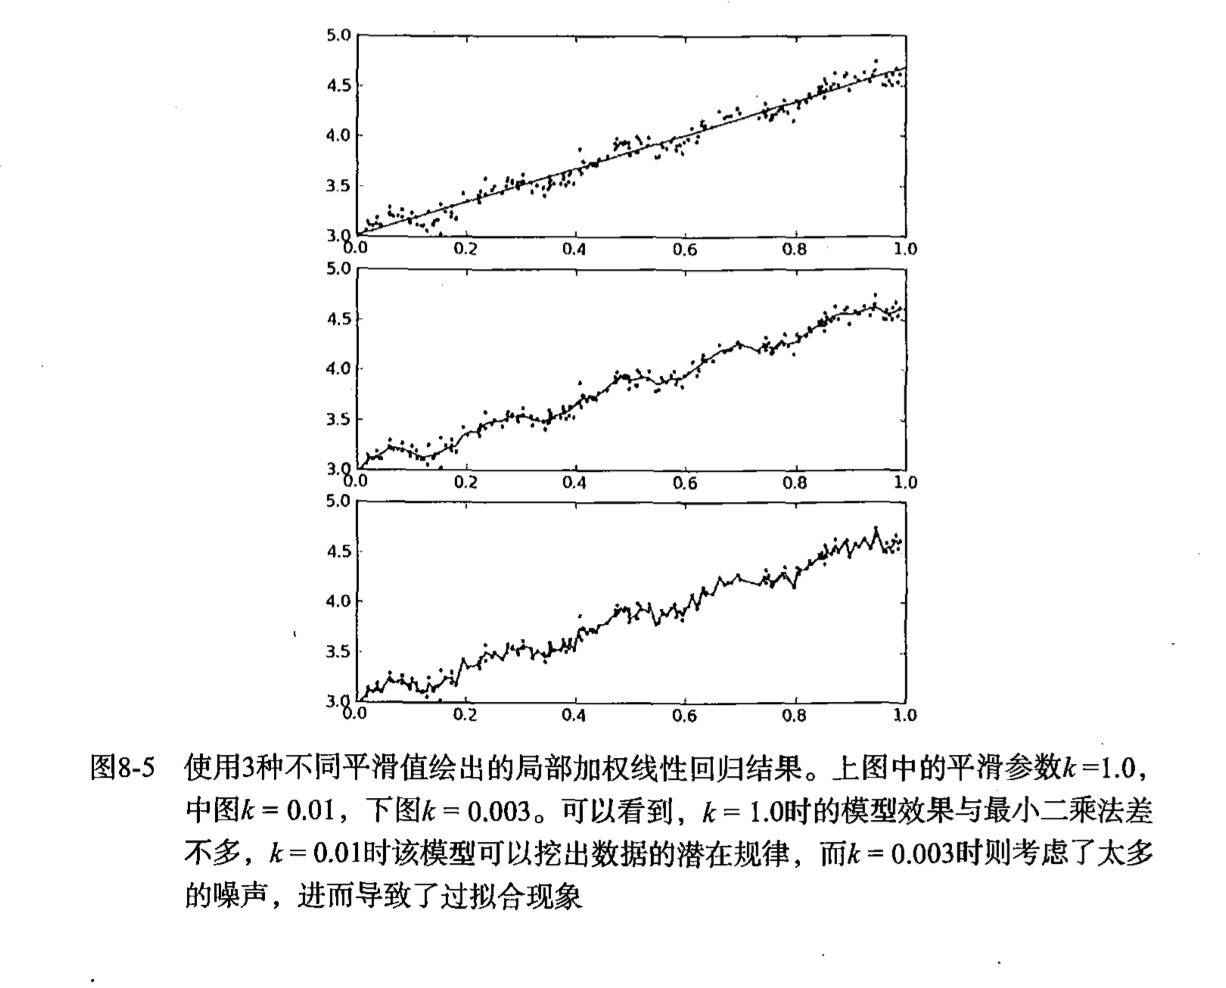 5.0
4.5
4.0
3.5
3.0
0.0 0.2 0.4 0.6 0.8 1.0
5.0
4.5
4.0
3.5
3.0
0.0 0.2 0.4 0.6 0.8 1.0
5.0
4.5
4.0
3.5
3.0
0.0 0.2 0.4 0.6 0.8 1.0
图8-5 使用3种不同平滑值绘出的局部加权线性回归结果。上图中的平滑参数k =1.0，
中图k = 0.01，下图k = 0.003。可以看到，k = 1.0时的模型效果与最小二乘法差
不多，k = 0.01时该模型可以挖出数据的潜在规律，而k = 0.003时则考虑了太多
的噪声，进而导致了过拟合现象